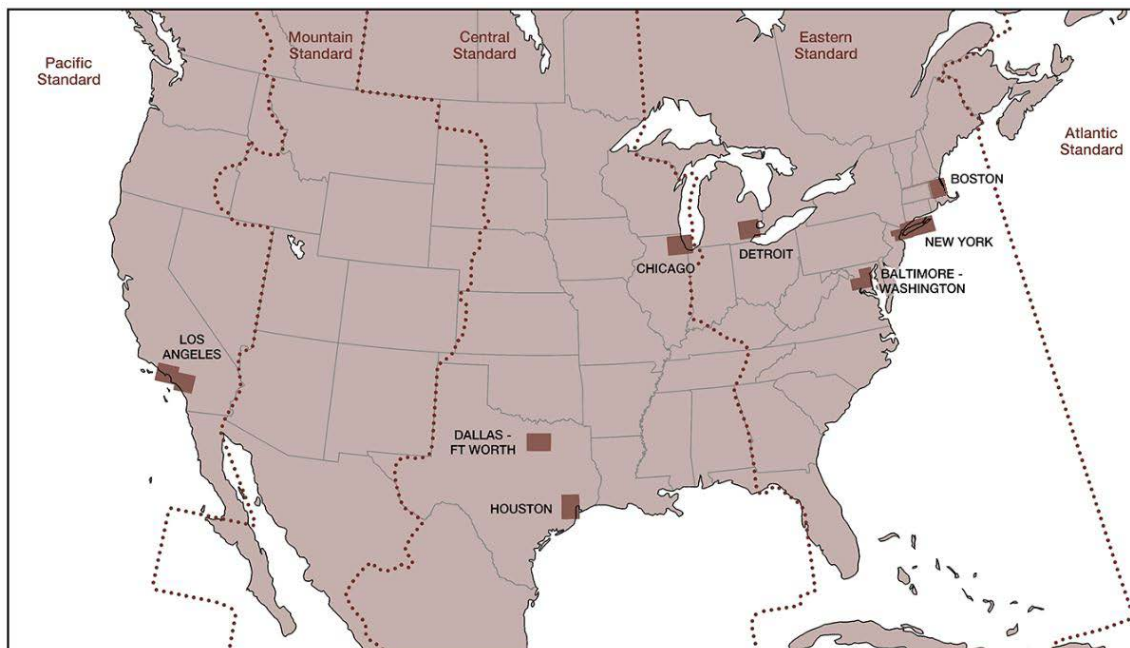 Pacific
Standard
Mountain
Standard
Central
Standard
Eastern
Standard
Atlantic
Standard
BOSTON
NEW YORK
DETROIT
CHICAGO
BALTIMORE -
WASHINGTON
LOS
ANGELES
DALLAS -
FT WORTH
HOUSTON